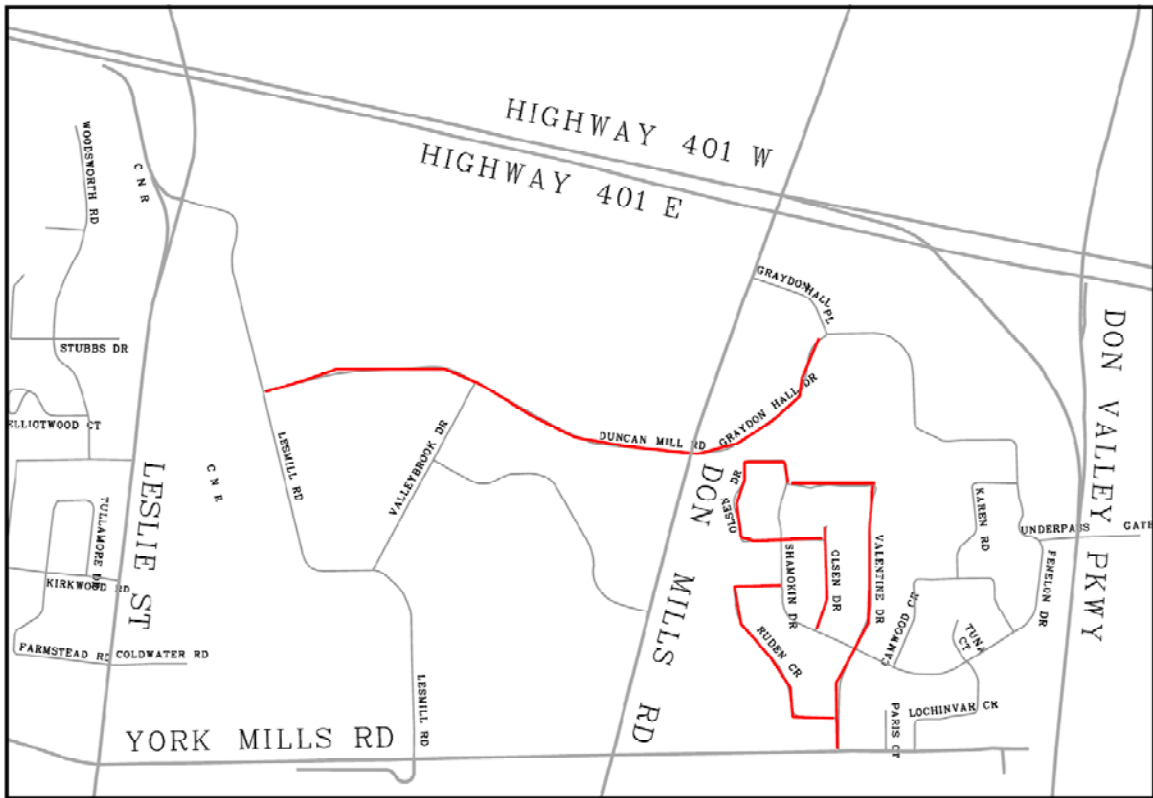 HIGHWAY 401 W
HIGHWAY 401 E
WOODSWORTH RD
C N R
GRAYDON HALL PL
DON VALLEY PKWY
STUBBS DR
GRAYDON HALL DR
ELLICTWOOD CT
DUNCAN MILL RD
LESMILL RD
VALLEYBROOK DR
LESLIE ST
C N R
DON MILLS RD
OLSEN DR
TULLAMORE DR
KAREN RD
UNDERPASS GATE
SHAMOKIN DR
OLSEN DR
VALENTINE DR
FENELON DR
KIRKWOOD RD
CAMWOOD CR
TUNA CT
RUDEN CR
FARMSTEAD RD
COLDWATER RD
LESMILL RD
PARIS CT
LOCHINVAR CR
YORK MILLS RD